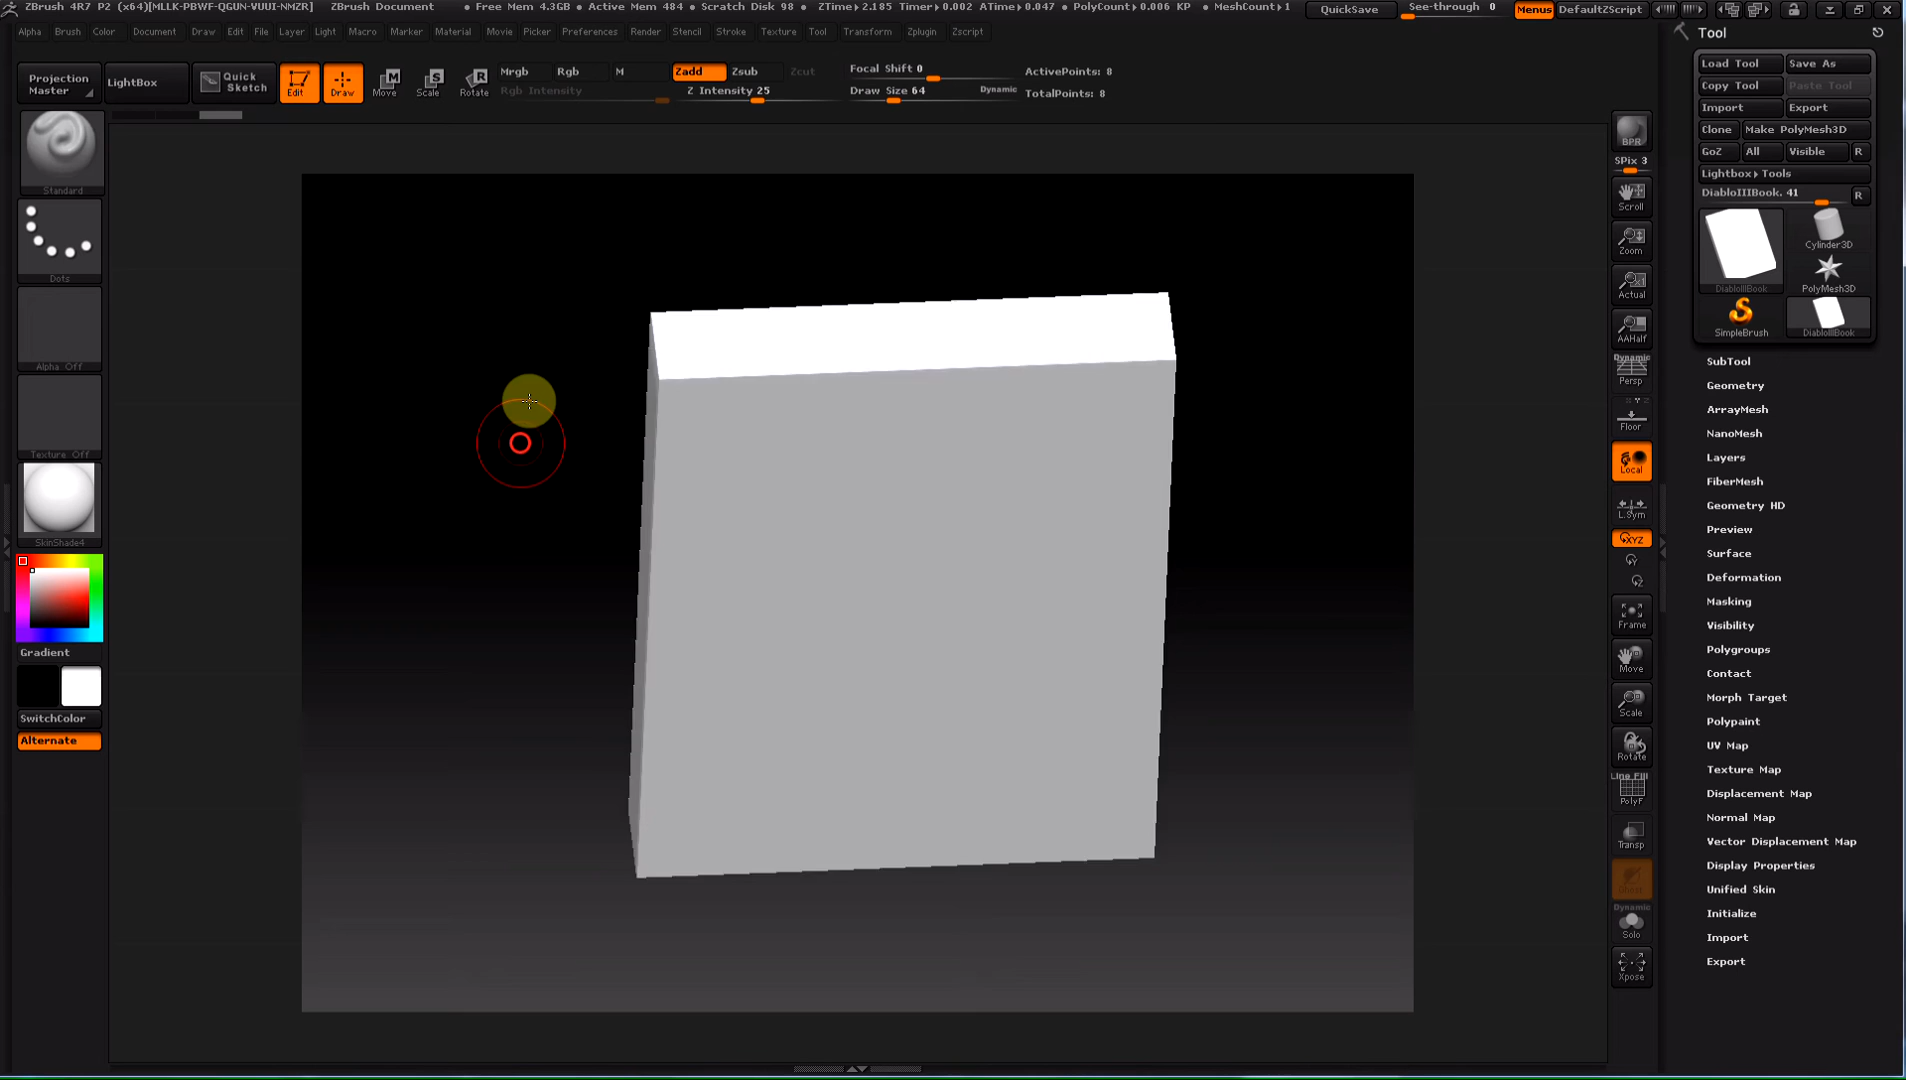 ZBrush 4R7 P2 (x64)[MLLK-PBWF-QGUN-VUUI-NMZR] ZBrush Document • Free Mem 4.3GB • Active Mem 484 • Scratch Disk 98 • ZTime▸2.185 Timer▸0.002 ATime▸0.047 • PolyCount▸0.006 KP • MeshCount▸1 QuickSave See-through 0 Menus DefaultZScript
Alpha Brush Color Document Draw Edit File Layer Light Macro Marker Material Movie Picker Preferences Render Stencil Stroke Texture Tool Transform Zplugin Zscript
Projection Master
LightBox
Quick Sketch
Edit
Draw
Move
Scale
Rotate
Mrgb Rgb M Zadd Zsub Zcut
Rgb Intensity Z Intensity 25
Focal Shift 0
Draw Size 64 Dynamic
ActivePoints: 8
TotalPoints: 8
Standard
Dots
Alpha Off
Texture Off
SkinShade4
Gradient
SwitchColor
Alternate
BPR
SPix 3
Scroll
Zoom
Actual
AAHalf
Dynamic
Persp
Floor
Local
L.Sym
XYZ
Y
Z
Frame
Move
Scale
Rotate
Line Fill
PolyF
Transp
Ghost
Dynamic
Solo
Xpose
Tool
Load Tool Save As
Copy Tool Paste Tool
Import Export
Clone Make PolyMesh3D
GoZ All Visible R
Lightbox▸Tools
DiabloIIIBook. 41 R
DiabloIIIBook
Cylinder3D
PolyMesh3D
SimpleBrush
DiabloIIIBook
SubTool
Geometry
ArrayMesh
NanoMesh
Layers
FiberMesh
Geometry HD
Preview
Surface
Deformation
Masking
Visibility
Polygroups
Contact
Morph Target
Polypaint
UV Map
Texture Map
Displacement Map
Normal Map
Vector Displacement Map
Display Properties
Unified Skin
Initialize
Import
Export